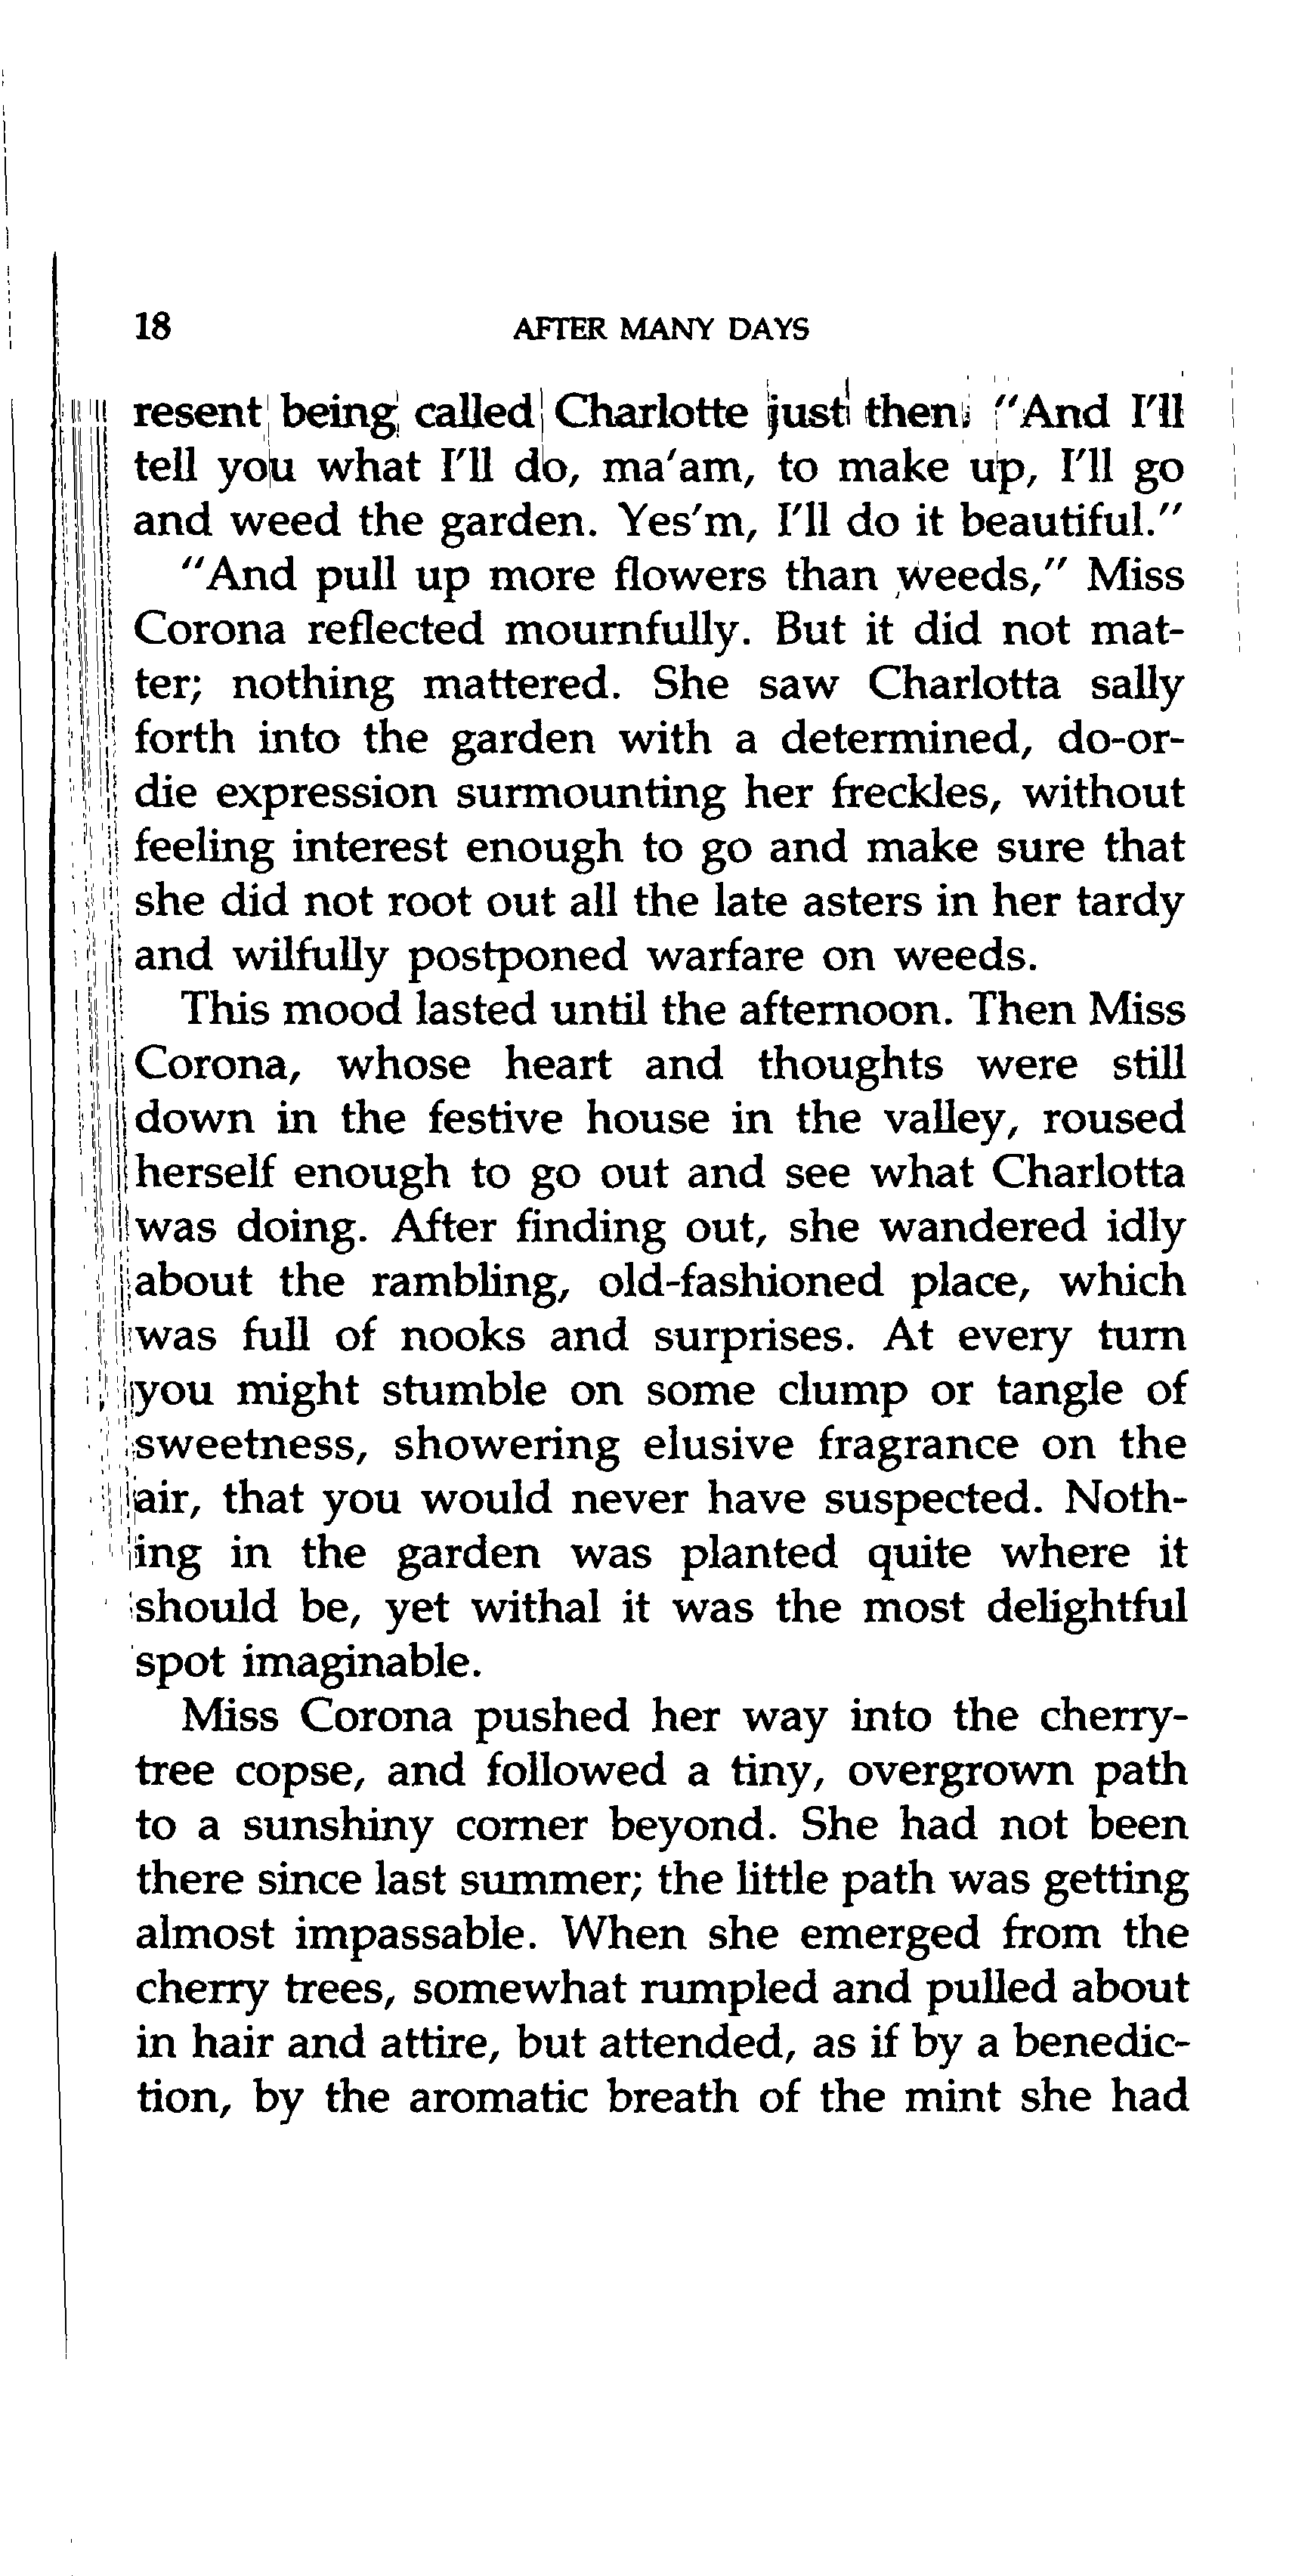 18 AFTER MANY DAYS
resent being called Charlotte just then. "And I'll
tell you what I'll do, ma'am, to make up, I'll go
and weed the garden. Yes'm, I'll do it beautiful."
"And pull up more flowers than weeds," Miss
Corona reflected mournfully. But it did not mat-
ter; nothing mattered. She saw Charlotta sally
forth into the garden with a determined, do-or-
die expression surmounting her freckles, without
feeling interest enough to go and make sure that
she did not root out all the late asters in her tardy
and wilfully postponed warfare on weeds.
This mood lasted until the afternoon. Then Miss
Corona, whose heart and thoughts were still
down in the festive house in the valley, roused
herself enough to go out and see what Charlotta
was doing. After finding out, she wandered idly
about the rambling, old-fashioned place, which
was full of nooks and surprises. At every turn
you might stumble on some clump or tangle of
sweetness, showering elusive fragrance on the
air, that you would never have suspected. Noth-
ing in the garden was planted quite where it
should be, yet withal it was the most delightful
spot imaginable.
Miss Corona pushed her way into the cherry-
tree copse, and followed a tiny, overgrown path
to a sunshiny corner beyond. She had not been
there since last summer; the little path was getting
almost impassable. When she emerged from the
cherry trees, somewhat rumpled and pulled about
in hair and attire, but attended, as if by a benedic-
tion, by the aromatic breath of the mint she had